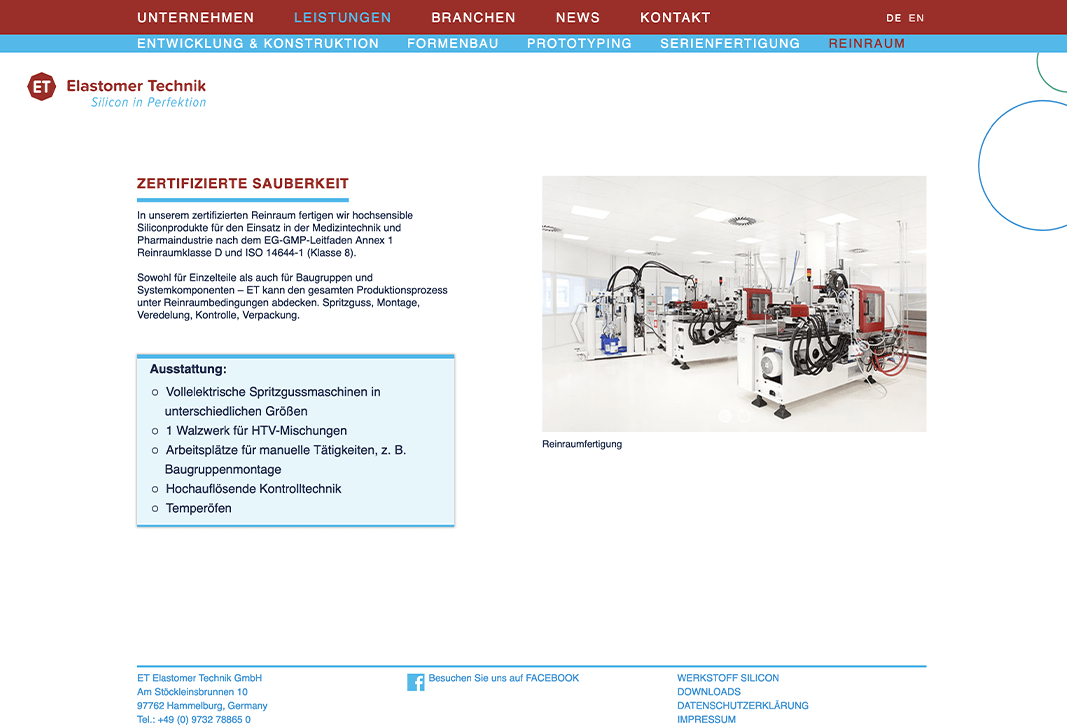 UNTERNEHMEN LEISTUNGEN BRANCHEN NEWS KONTAKT DE EN
ENTWICKLUNG & KONSTRUKTION FORMENBAU PROTOTYPING SERIENFERTIGUNG REINRAUM
ET Elastomer Technik
Silicon in Perfektion
ZERTIFIZIERTE SAUBERKEIT
In unserem zertifizierten Reinraum fertigen wir hochsensible
Siliconprodukte für den Einsatz in der Medizintechnik und
Pharmaindustrie nach dem EG-GMP-Leitfaden Annex 1
Reinraumklasse D und ISO 14644-1 (Klasse 8).
Sowohl für Einzelteile als auch für Baugruppen und
Systemkomponenten – ET kann den gesamten Produktionsprozess
unter Reinraumbedingungen abdecken. Spritzguss, Montage,
Veredelung, Kontrolle, Verpackung.
Ausstattung:
○ Vollelektrische Spritzgussmaschinen in
unterschiedlichen Größen
○ 1 Walzwerk für HTV-Mischungen
○ Arbeitsplätze für manuelle Tätigkeiten, z. B.
Baugruppenmontage
○ Hochauflösende Kontrolltechnik
○ Temperöfen
Reinraumfertigung
ET Elastomer Technik GmbH
Am Stöckleinsbrunnen 10
97762 Hammelburg, Germany
Tel.: +49 (0) 9732 78865 0
Besuchen Sie uns auf FACEBOOK
WERKSTOFF SILICON
DOWNLOADS
DATENSCHUTZERKLÄRUNG
IMPRESSUM